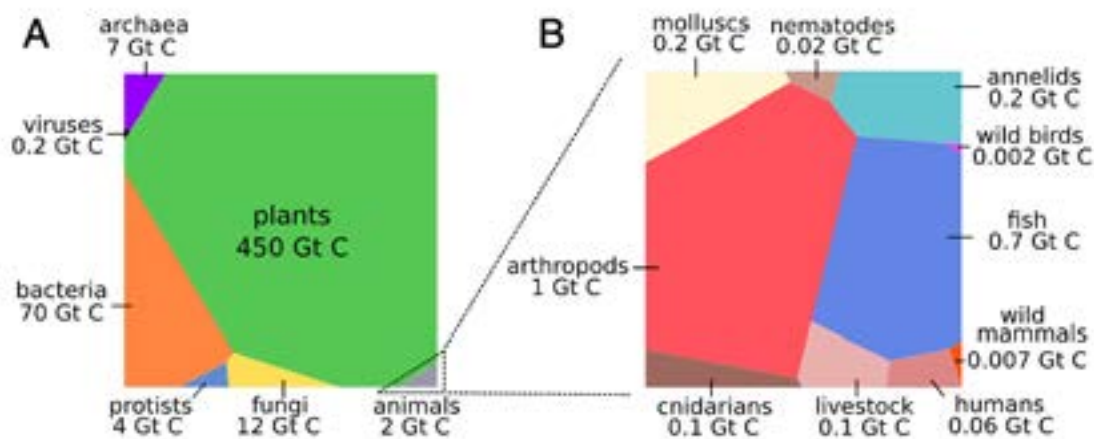 A
archaea
7 Gt C
viruses
0.2 Gt C
plants
450 Gt C
bacteria
70 Gt C
protists
4 Gt C
fungi
12 Gt C
animals
2 Gt C
B
molluscs
0.2 Gt C
nematodes
0.02 Gt C
annelids
0.2 Gt C
wild birds
0.002 Gt C
fish
0.7 Gt C
arthropods
1 Gt C
wild
mammals
0.007 Gt C
cnidarians
0.1 Gt C
livestock
0.1 Gt C
humans
0.06 Gt C